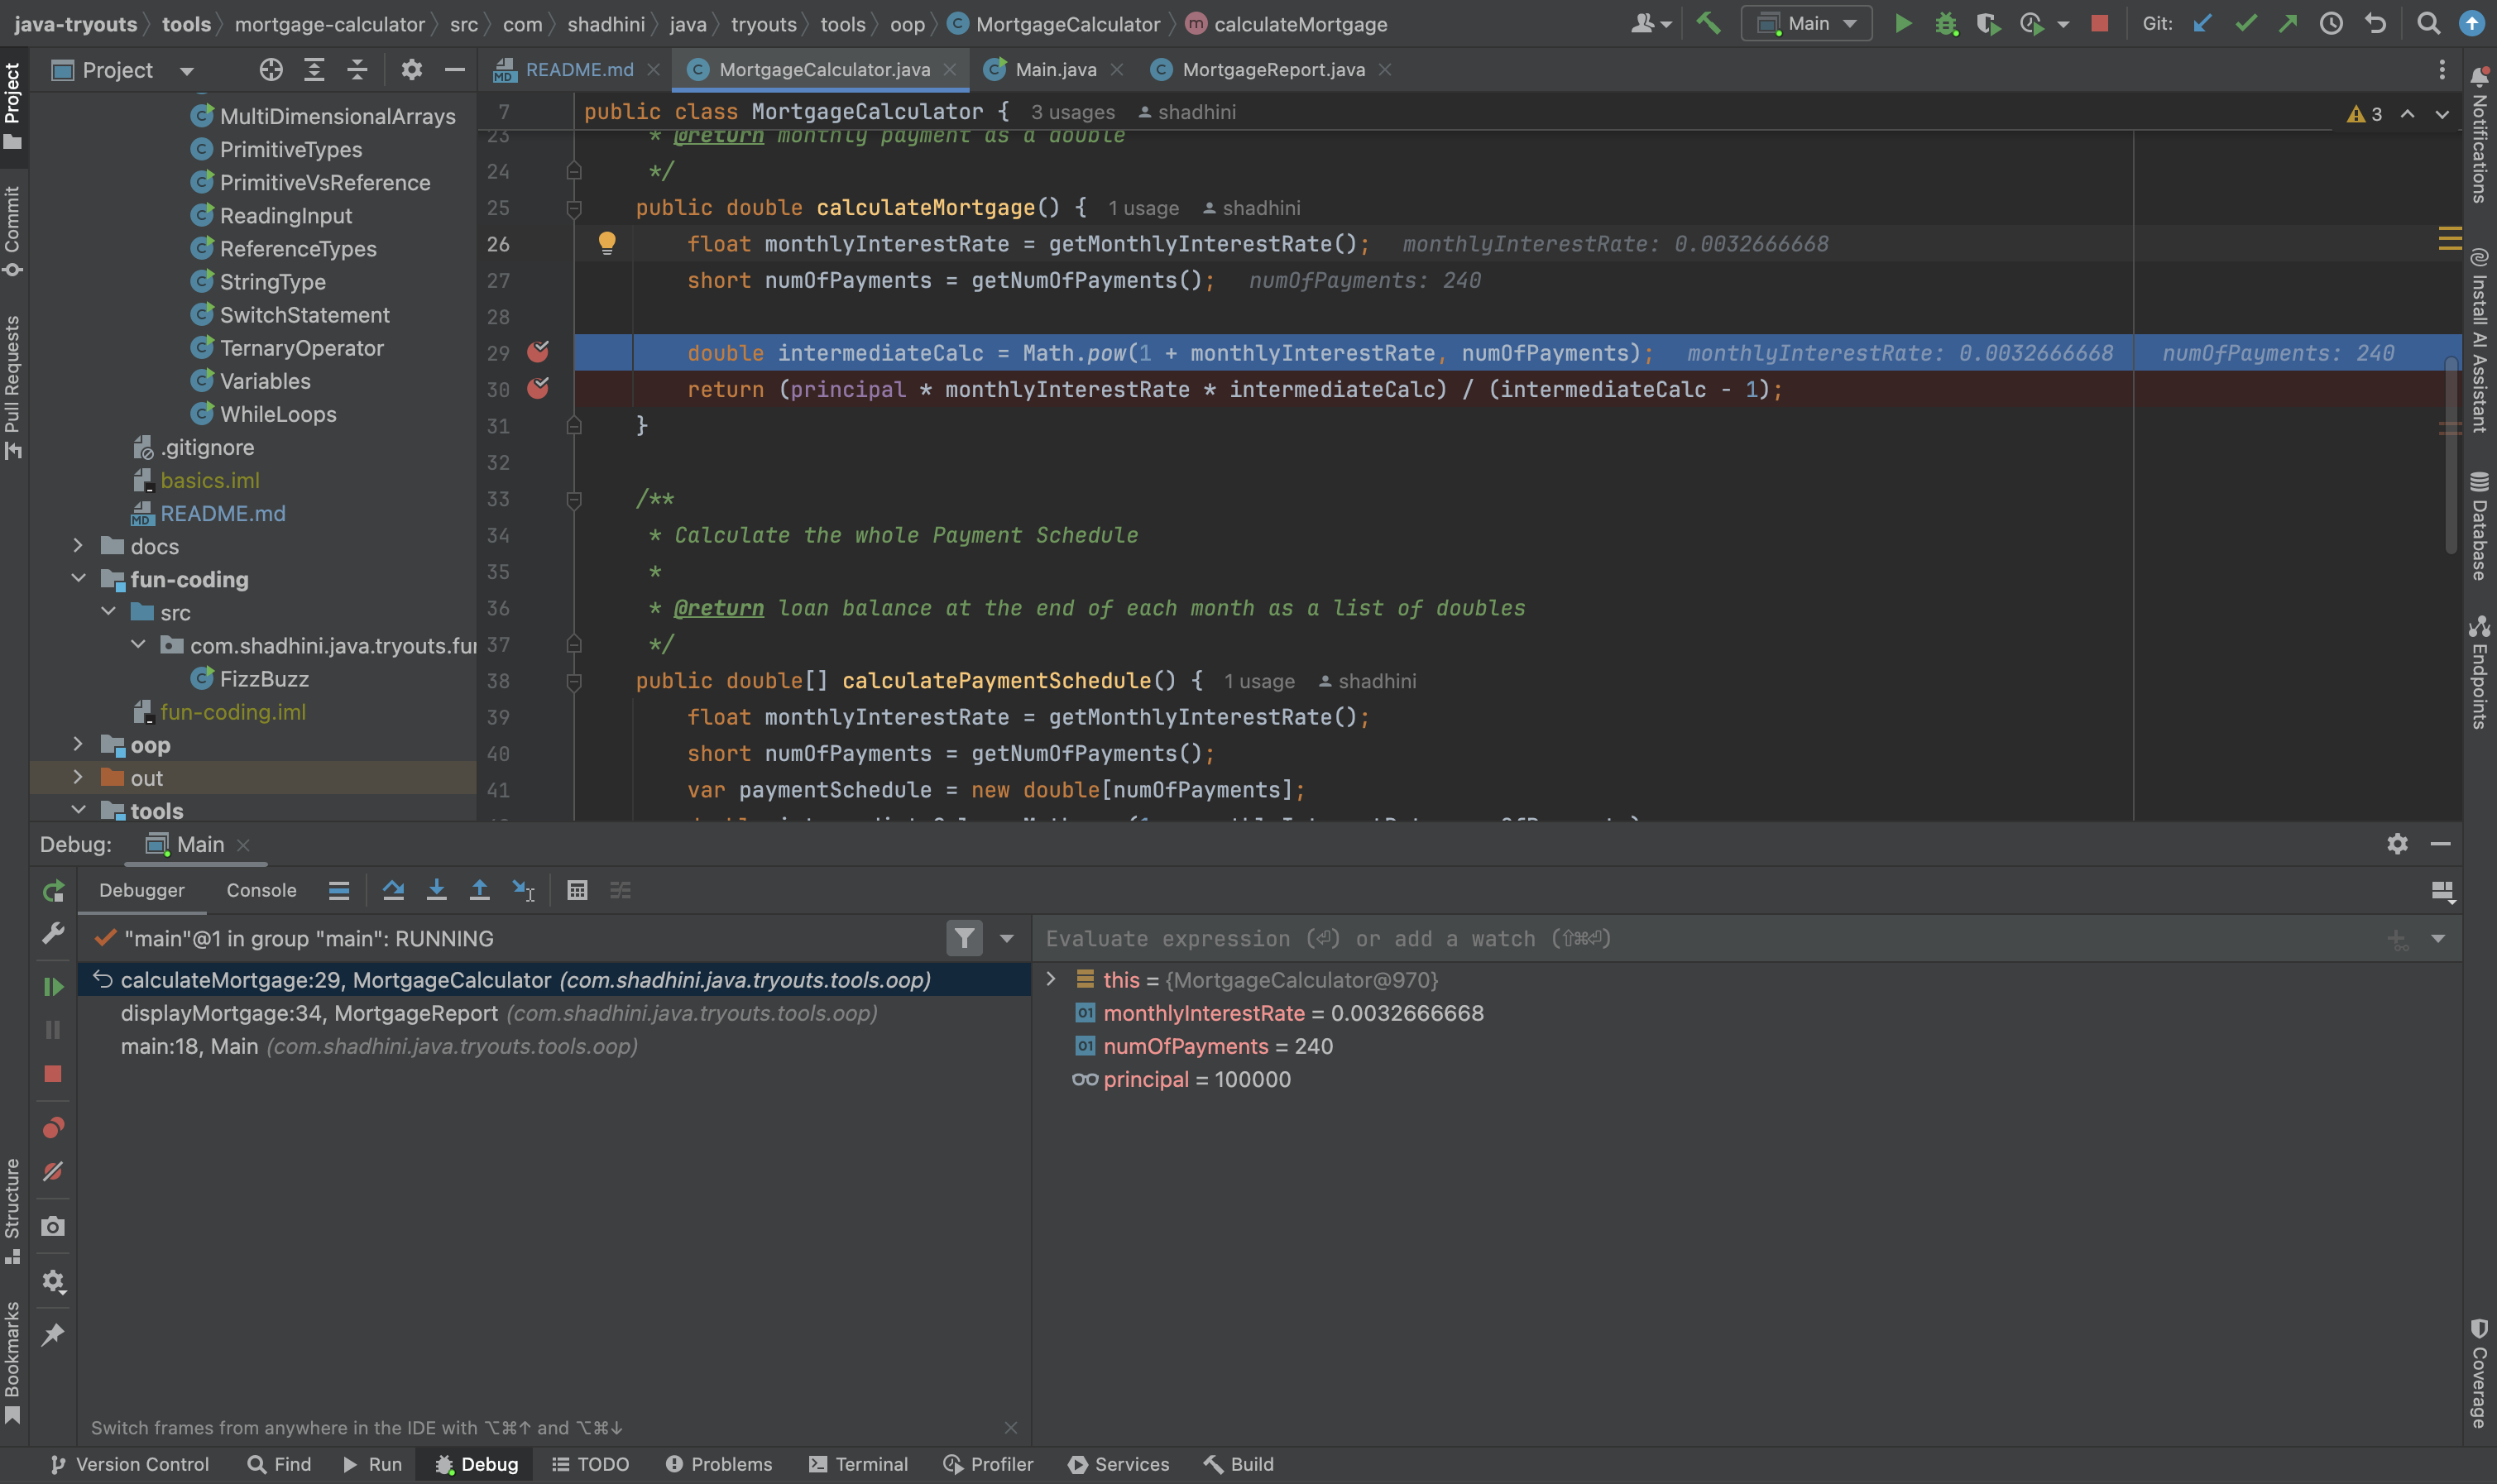 java-tryouts tools mortgage-calculator src com shadhini java tryouts tools oop MortgageCalculator calculateMortgage Main Git:
Project
README.md MortgageCalculator.java Main.java MortgageReport.java
MultiDimensionalArrays
PrimitiveTypes
PrimitiveVsReference
ReadingInput
ReferenceTypes
StringType
SwitchStatement
TernaryOperator
Variables
WhileLoops
.gitignore
basics.iml
README.md
docs
fun-coding
src
com.shadhini.java.tryouts.fur
FizzBuzz
fun-coding.iml
oop
out
tools
7 public class MortgageCalculator { 3 usages shadhini 3
23 * @return monthly payment as a double
24 */
25 public double calculateMortgage() { 1 usage shadhini
26 float monthlyInterestRate = getMonthlyInterestRate(); monthlyInterestRate: 0.0032666668
27 short numOfPayments = getNumOfPayments(); numOfPayments: 240
28
29 double intermediateCalc = Math.pow(1 + monthlyInterestRate, numOfPayments); monthlyInterestRate: 0.0032666668 numOfPayments: 240
30 return (principal * monthlyInterestRate * intermediateCalc) / (intermediateCalc - 1);
31 }
32
33 /**
34 * Calculate the whole Payment Schedule
35 *
36 * @return loan balance at the end of each month as a list of doubles
37 */
38 public double[] calculatePaymentSchedule() { 1 usage shadhini
39 float monthlyInterestRate = getMonthlyInterestRate();
40 short numOfPayments = getNumOfPayments();
41 var paymentSchedule = new double[numOfPayments];
Project
Commit
Pull Requests
Structure
Bookmarks
Notifications
Install AI Assistant
Database
Endpoints
Coverage
Debug: Main
Debugger Console
"main"@1 in group "main": RUNNING
calculateMortgage:29, MortgageCalculator (com.shadhini.java.tryouts.tools.oop)
displayMortgage:34, MortgageReport (com.shadhini.java.tryouts.tools.oop)
main:18, Main (com.shadhini.java.tryouts.tools.oop)
Switch frames from anywhere in the IDE with ⌥⌘↑ and ⌥⌘↓
Evaluate expression (⏎) or add a watch (⇧⌘⏎)
this = {MortgageCalculator@970}
01 monthlyInterestRate = 0.0032666668
01 numOfPayments = 240
principal = 100000
Version Control Find Run Debug TODO Problems Terminal Profiler Services Build